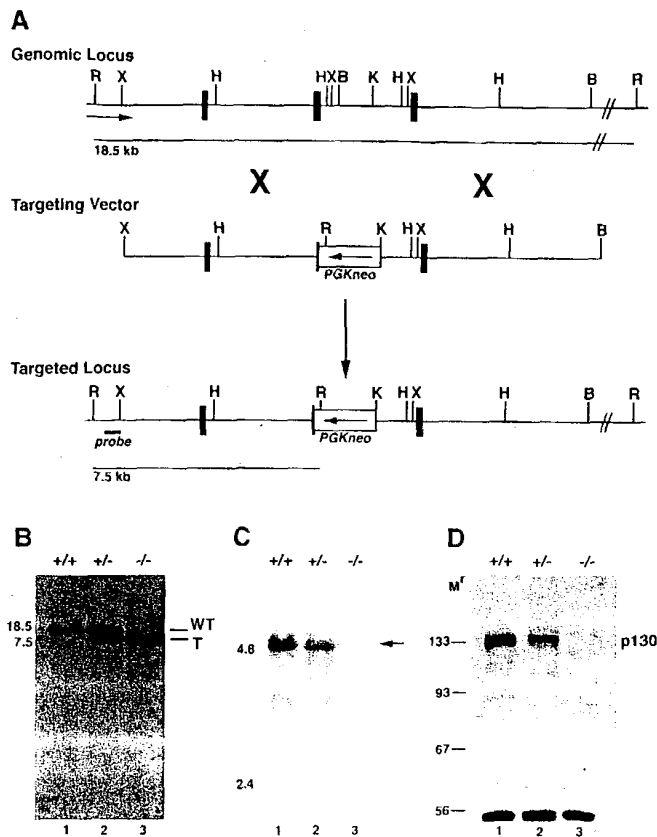 A
Genomic Locus
R X H H X B K H X H B R
18.5 kb
X X
Targeting Vector
X H R K H X H B
PGKneo
Targeted Locus
R X H R K H X H B R
probe
PGKneo
7.5 kb
B
+/+ +/- -/-
18.5
7.5
WT
T
1 2 3
C
+/+ +/- -/-
4.8
2.4
1 2 3
D
+/+ +/- -/-
Mr
133
p130
93
67
56
1 2 3